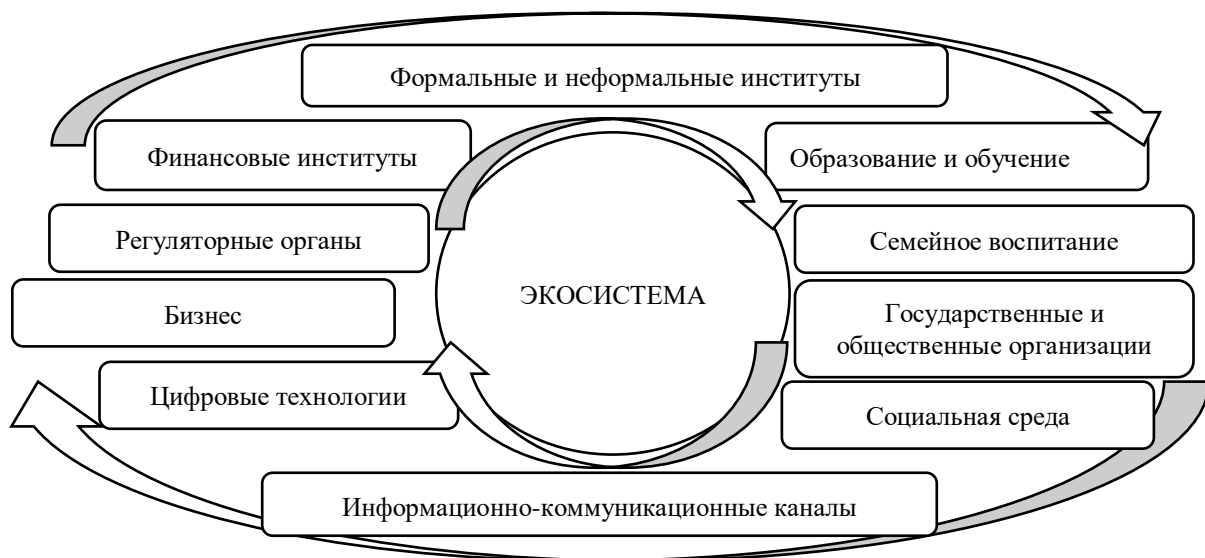 Формальные и неформальные институты
Финансовые институты
Образование и обучение
Регуляторные органы
Семейное воспитание
ЭКОСИСТЕМА
Бизнес
Государственные и
общественные организации
Цифровые технологии
Социальная среда
Информационно-коммуникационные каналы